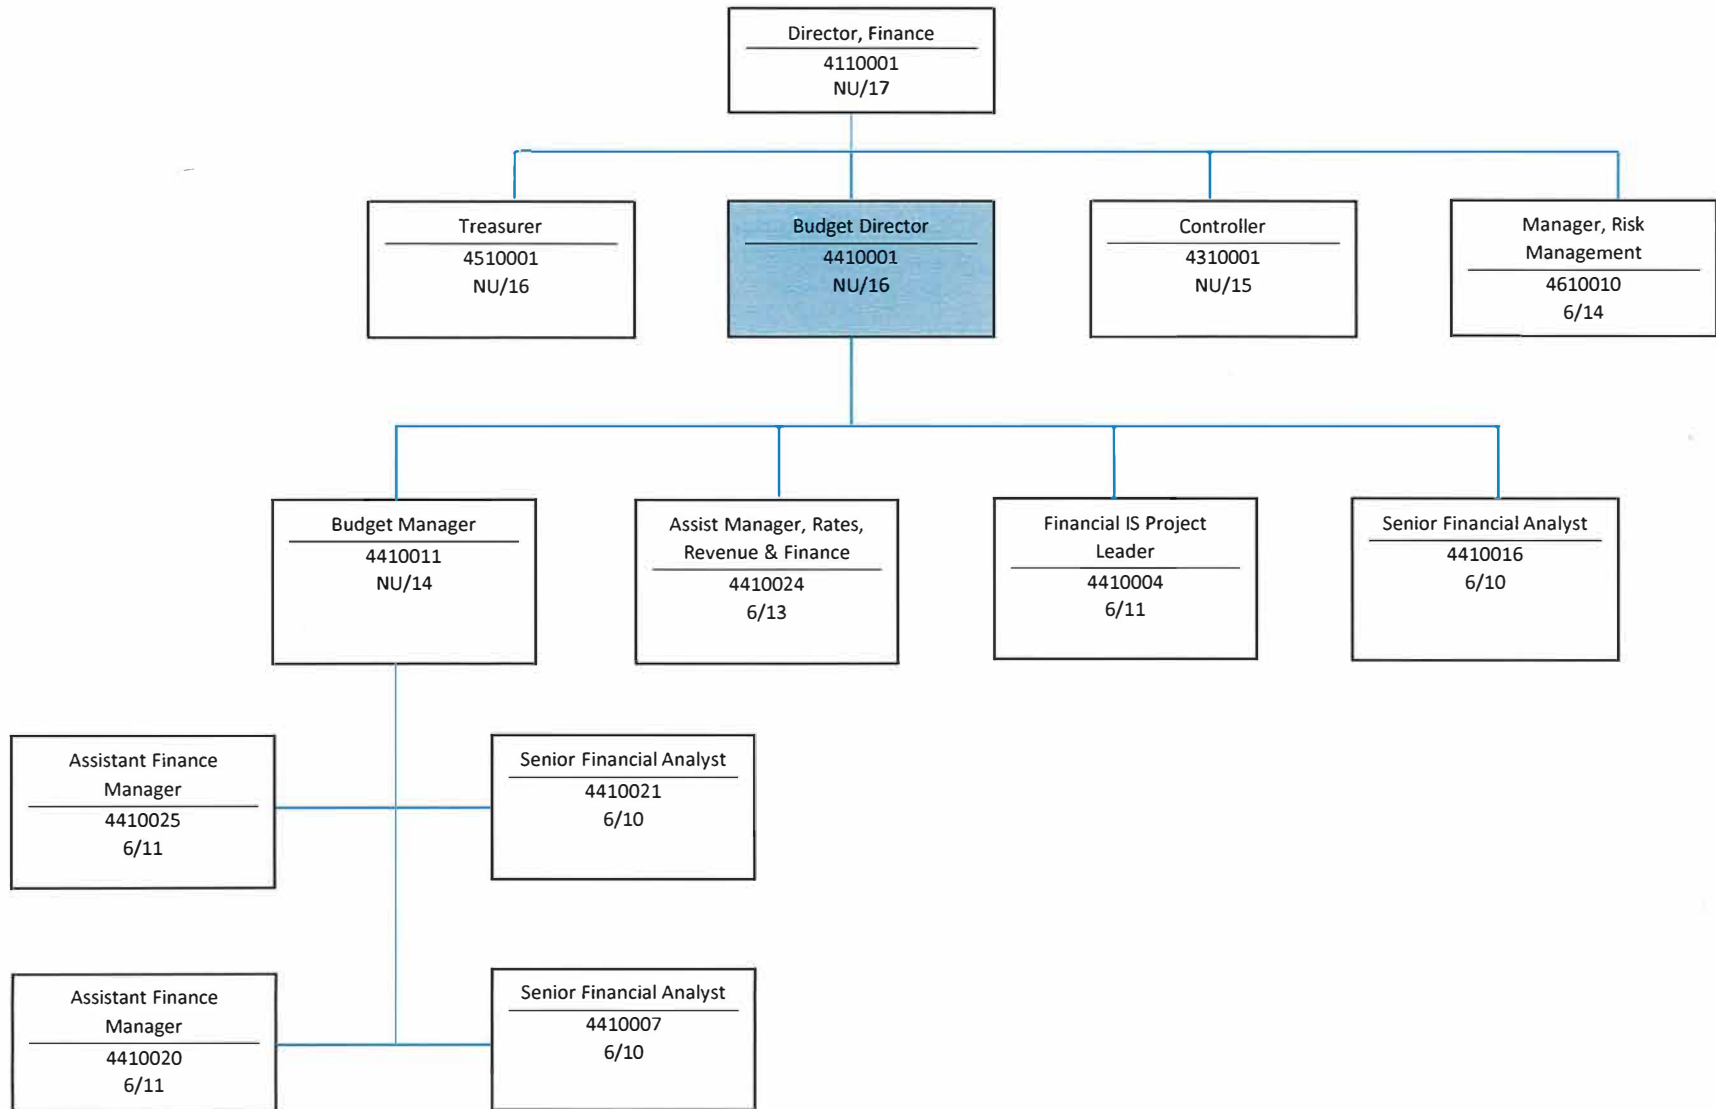 Director, Finance
4110001
NU/17
Treasurer
4510001
NU/16
Budget Director
4410001
NU/16
Controller
4310001
NU/15
Manager, Risk
Management
4610010
6/14
Budget Manager
4410011
NU/14
Assist Manager, Rates,
Revenue & Finance
4410024
6/13
Financial IS Project
Leader
4410004
6/11
Senior Financial Analyst
4410016
6/10
Assistant Finance
Manager
4410025
6/11
Senior Financial Analyst
4410021
6/10
Assistant Finance
Manager
4410020
6/11
Senior Financial Analyst
4410007
6/10